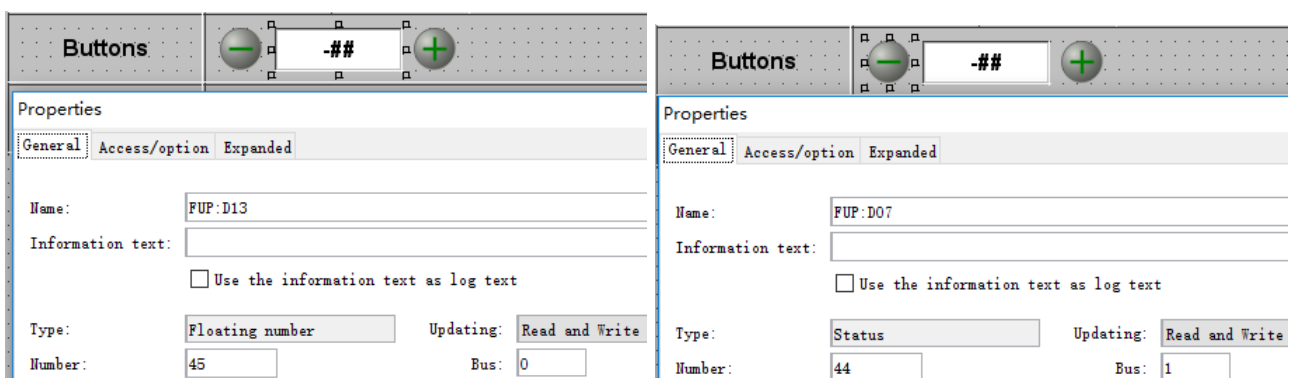 Buttons - -## +
Properties
General Access/option Expanded
Name: FUP:D13
Information text:
Use the information text as log text
Type: Floating number Updating: Read and Write
Number: 45 Bus: 0
Buttons - -## +
Properties
General Access/option Expanded
Name: FUP:D07
Information text:
Use the information text as log text
Type: Status Updating: Read and Write
Number: 44 Bus: 1